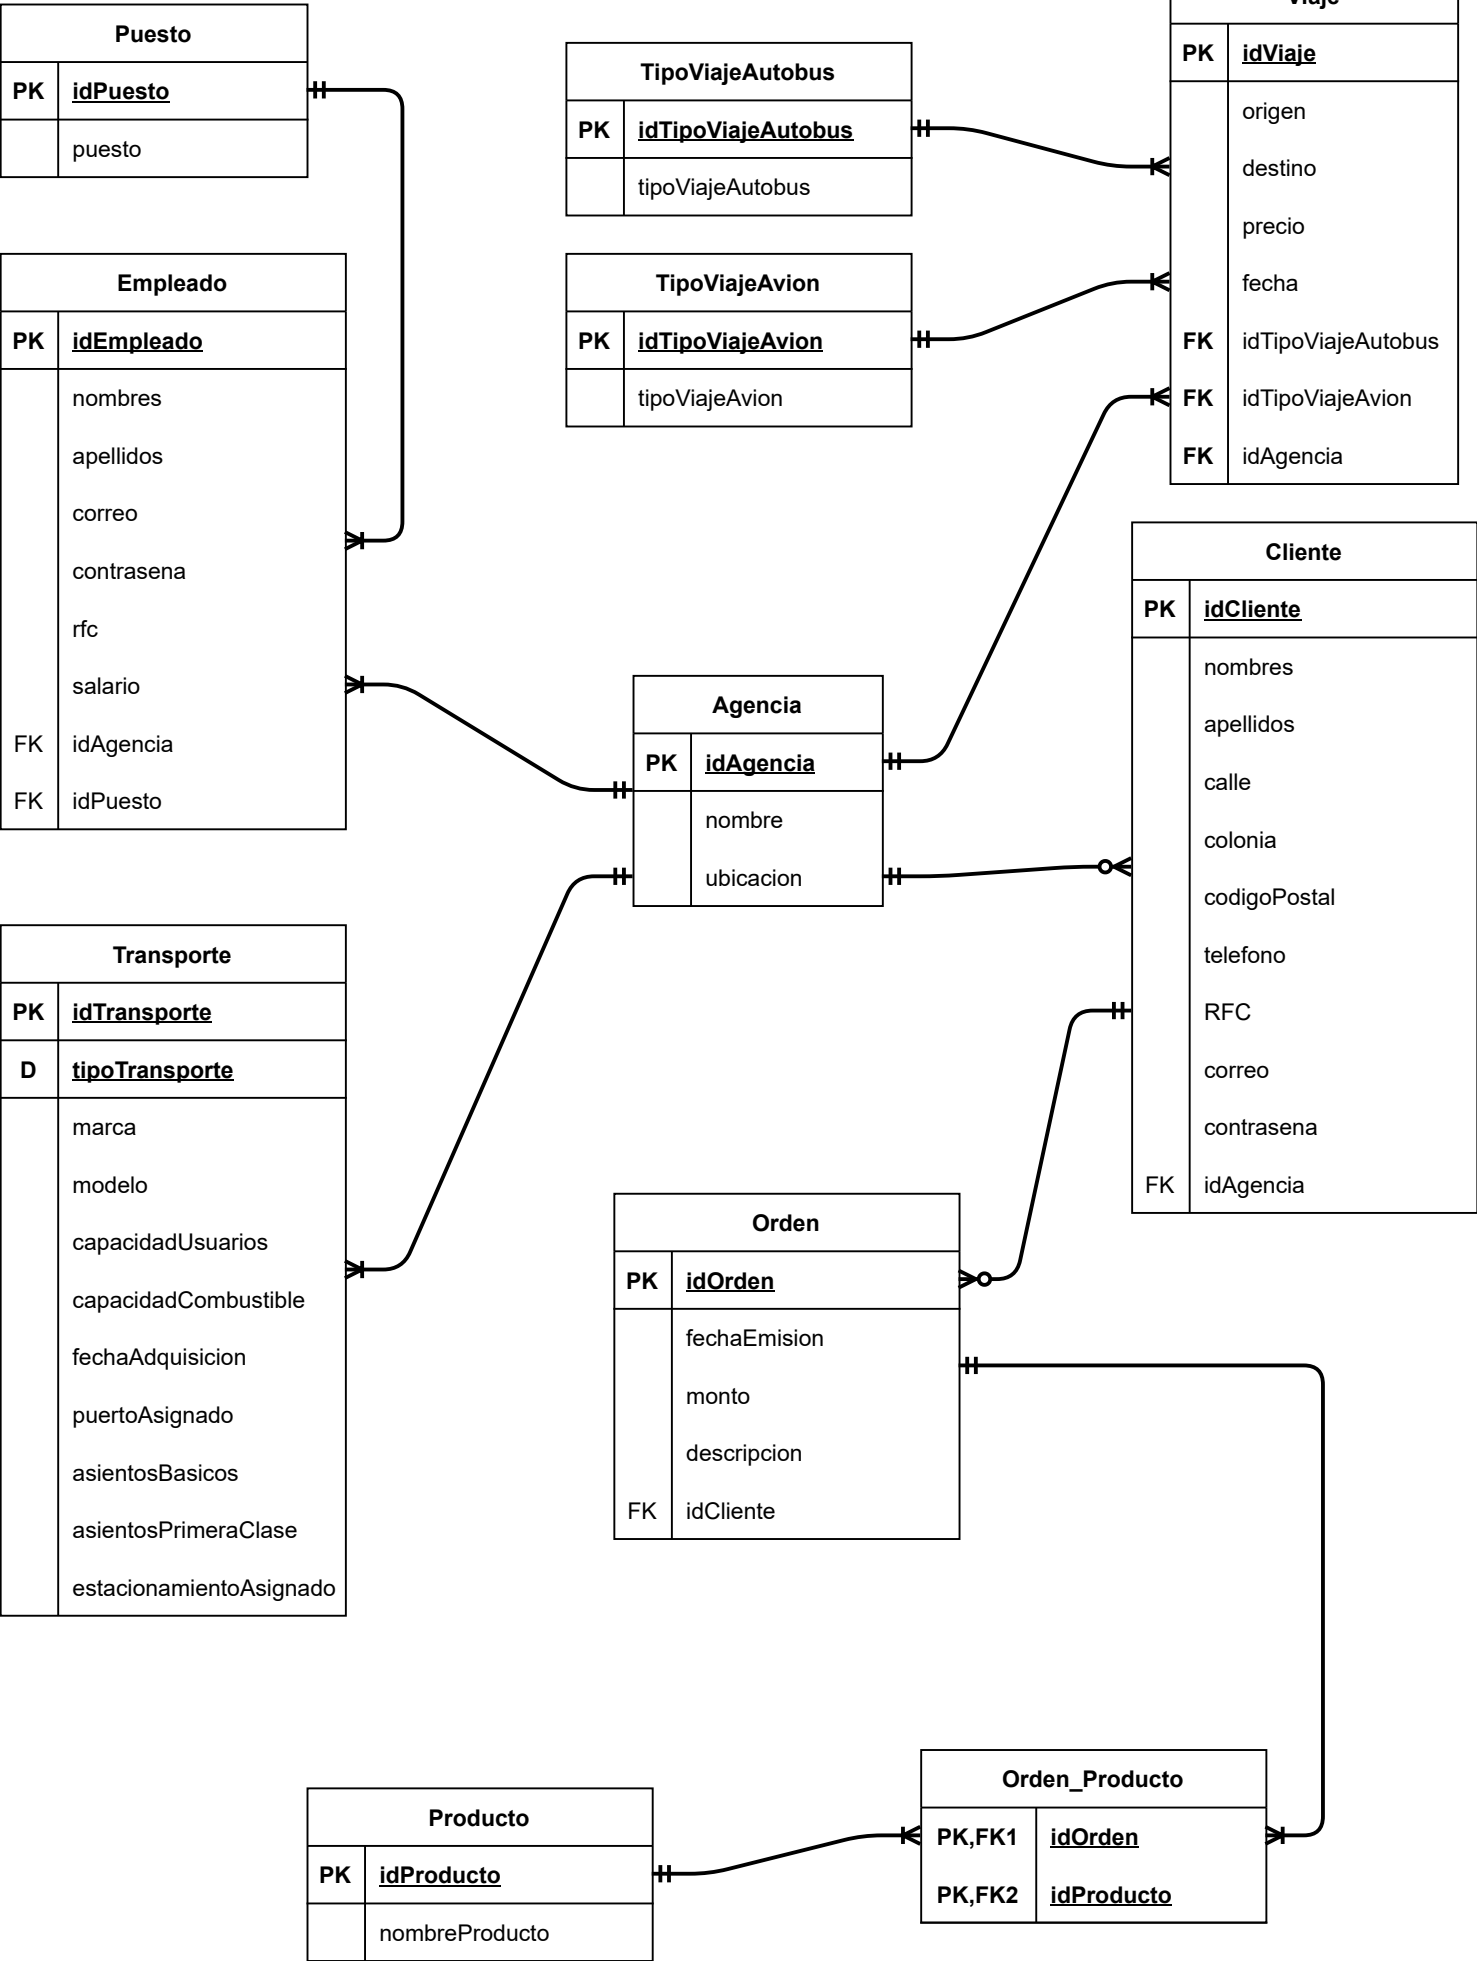 Viaje
PK idViaje
origen
destino
precio
fecha
FK idTipoViajeAutobus
FK idTipoViajeAvion
FK idAgencia
Puesto
PK idPuesto
puesto
TipoViajeAutobus
PK idTipoViajeAutobus
tipoViajeAutobus
TipoViajeAvion
PK idTipoViajeAvion
tipoViajeAvion
Empleado
PK idEmpleado
nombres
apellidos
correo
contrasena
rfc
salario
FK idAgencia
FK idPuesto
Cliente
PK idCliente
nombres
apellidos
calle
colonia
codigoPostal
telefono
RFC
correo
contrasena
FK idAgencia
Agencia
PK idAgencia
nombre
ubicacion
Transporte
PK idTransporte
D tipoTransporte
marca
modelo
capacidadUsuarios
capacidadCombustible
fechaAdquisicion
puertoAsignado
asientosBasicos
asientosPrimeraClase
estacionamientoAsignado
Orden
PK idOrden
fechaEmision
monto
descripcion
FK idCliente
Orden_Producto
PK,FK1 idOrden
PK,FK2 idProducto
Producto
PK idProducto
nombreProducto